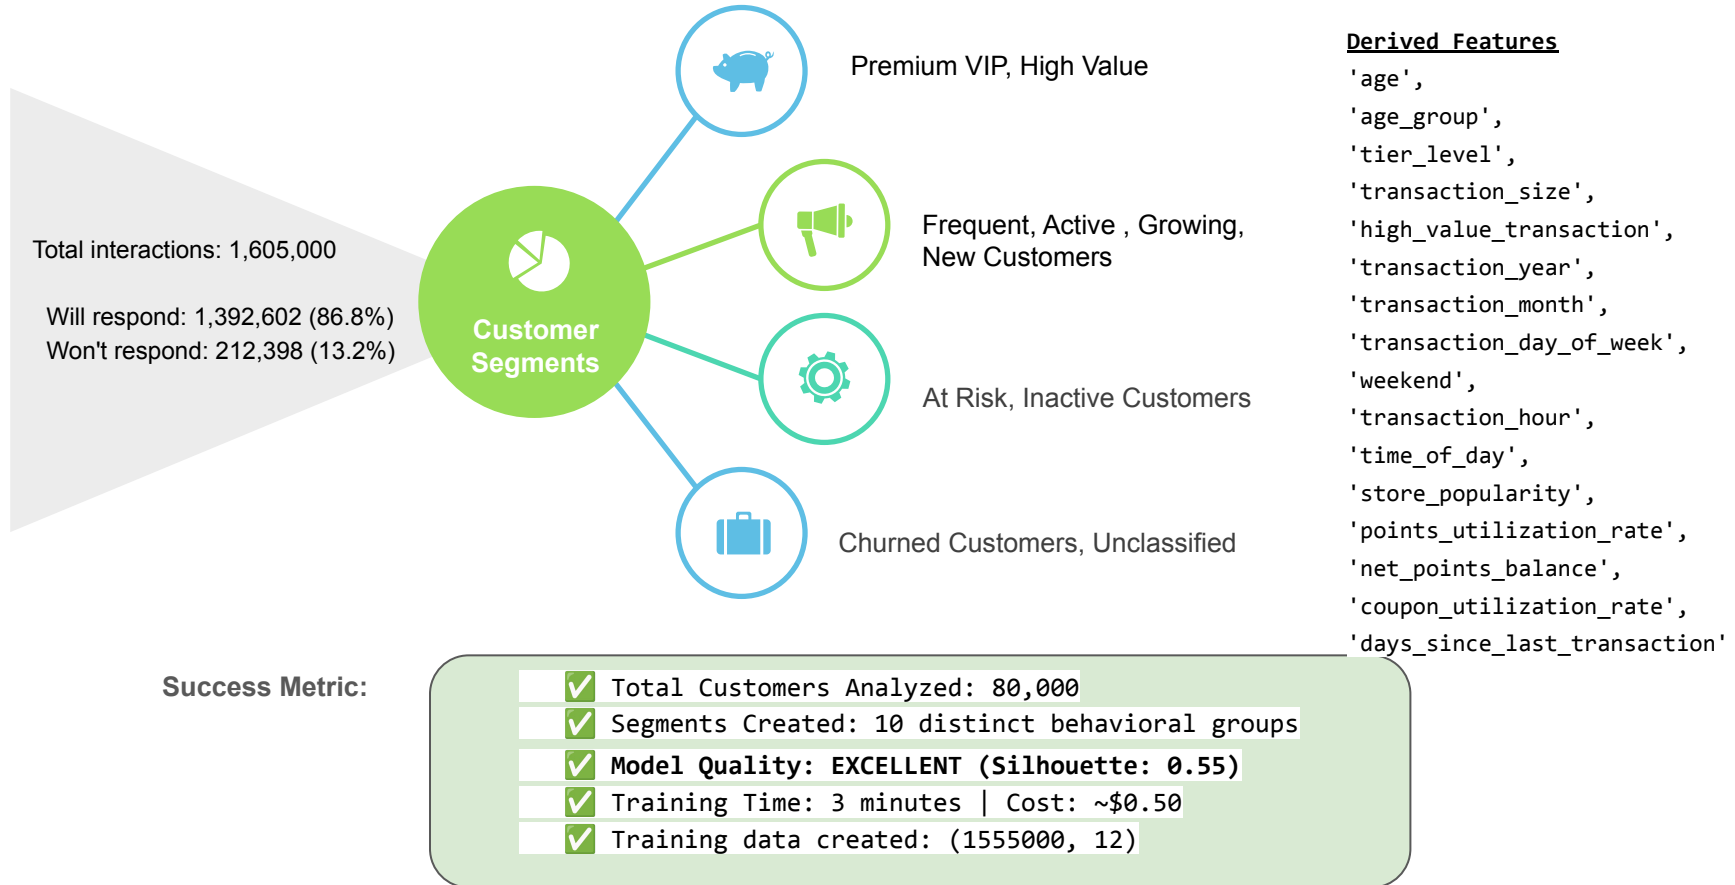 Total interactions: 1,605,000
Will respond: 1,392,602 (86.8%)
Won't respond: 212,398 (13.2%)
Customer
Segments
Premium VIP, High Value
Frequent, Active , Growing,
New Customers
At Risk, Inactive Customers
Churned Customers, Unclassified
Derived Features
'age',
'age_group',
'tier_level',
'transaction_size',
'high_value_transaction',
'transaction_year',
'transaction_month',
'transaction_day_of_week',
'weekend',
'transaction_hour',
'time_of_day',
'store_popularity',
'points_utilization_rate',
'net_points_balance',
'coupon_utilization_rate',
'days_since_last_transaction'
Success Metric:
✅ Total Customers Analyzed: 80,000
✅ Segments Created: 10 distinct behavioral groups
✅ Model Quality: EXCELLENT (Silhouette: 0.55)
✅ Training Time: 3 minutes | Cost: ~$0.50
✅ Training data created: (1555000, 12)